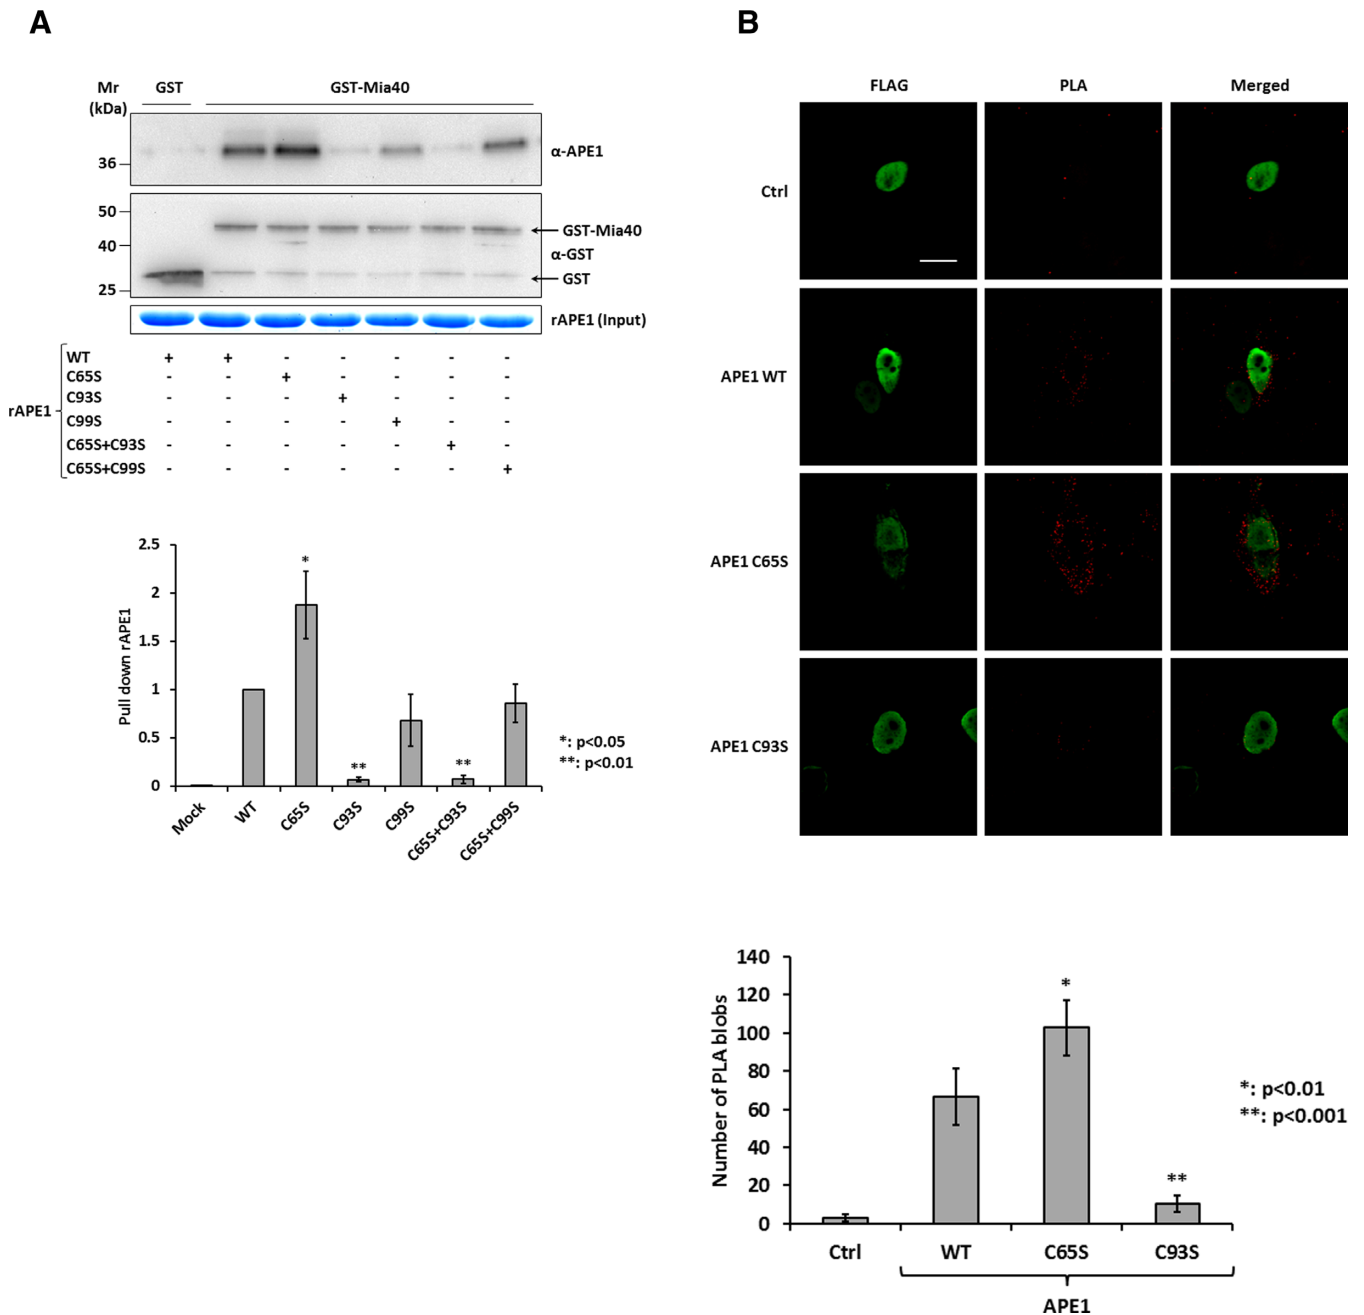 A
Mr
(kDa)
GST
GST-Mia40
36
α-APE1
50
40
25
GST-Mia40
α-GST
GST
rAPE1 (Input)
rAPE1
WT + + - - - - -
C65S - - + - - - -
C93S - - - + - - -
C99S - - - - + - -
C65S+C93S - - - - - + -
C65S+C99S - - - - - - +
Pull down rAPE1
2.5
2
1.5
1
0.5
0
*
**
**
Mock
WT
C65S
C93S
C99S
C65S+C93S
C65S+C99S
*: p<0.05
**: p<0.01
B
FLAG
PLA
Merged
Ctrl
APE1 WT
APE1 C65S
APE1 C93S
Number of PLA blobs
140
120
100
80
60
40
20
0
*
**
Ctrl
WT
C65S
C93S
APE1
*: p<0.01
**: p<0.001